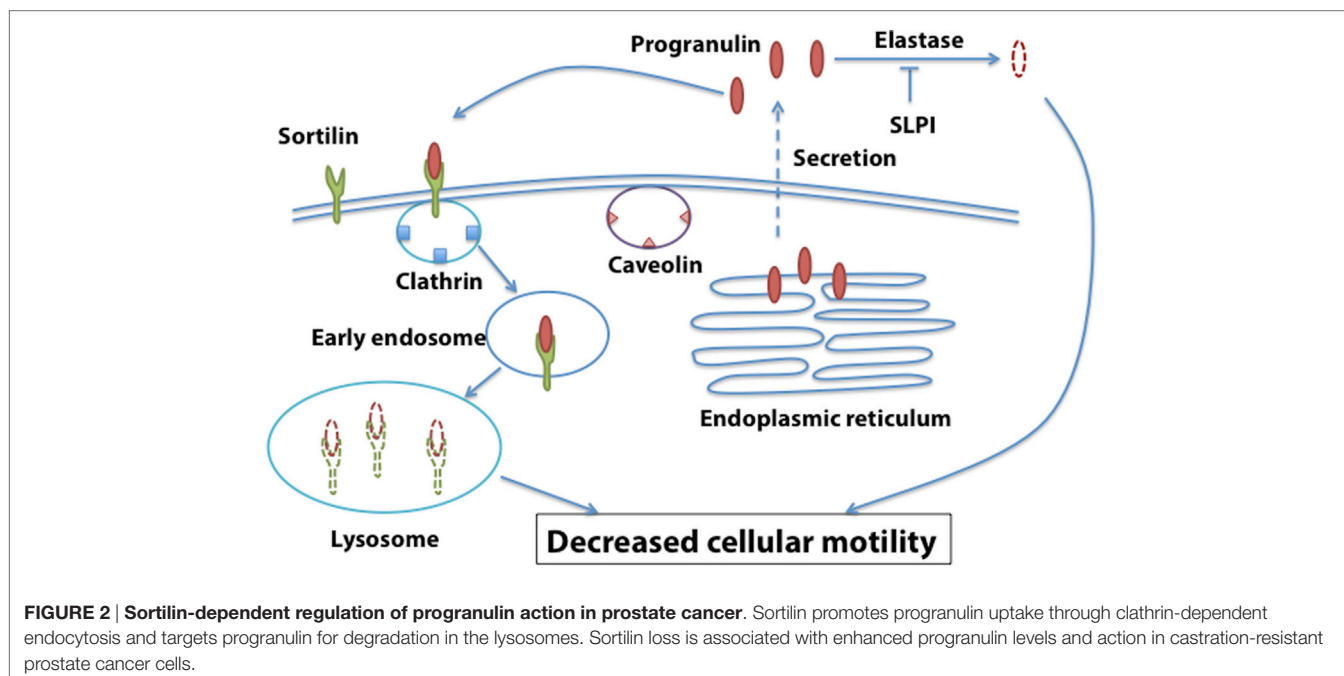 Progranulin
Elastase
SLPI
Sortilin
Secretion
Clathrin
Caveolin
Early endosome
Endoplasmic reticulum
Lysosome
Decreased cellular motility
FIGURE 2 | Sortilin-dependent regulation of progranulin action in prostate cancer. Sortilin promotes progranulin uptake through clathrin-dependent
endocytosis and targets progranulin for degradation in the lysosomes. Sortilin loss is associated with enhanced progranulin levels and action in castration-resistant
prostate cancer cells.